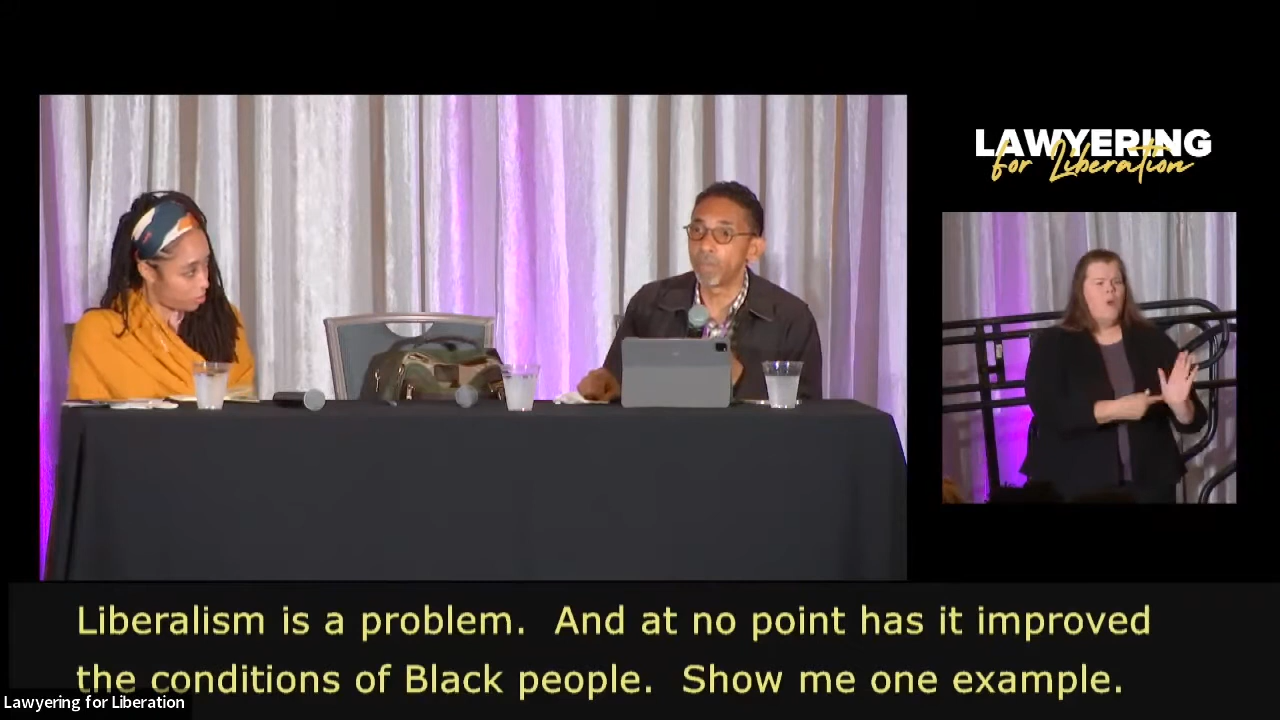 LAWYERING
for Liberation
Liberalism is a problem.  And at no point has it improved
the conditions of Black people.  Show me one example.
Lawyering for Liberation